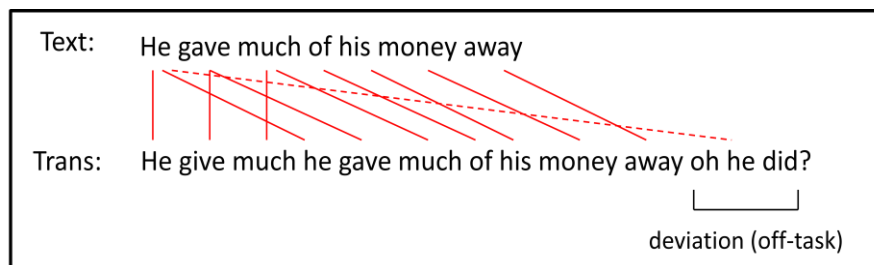 Text: He gave much of his money away
Trans: He give much he gave much of his money away oh he did?
deviation (off-task)